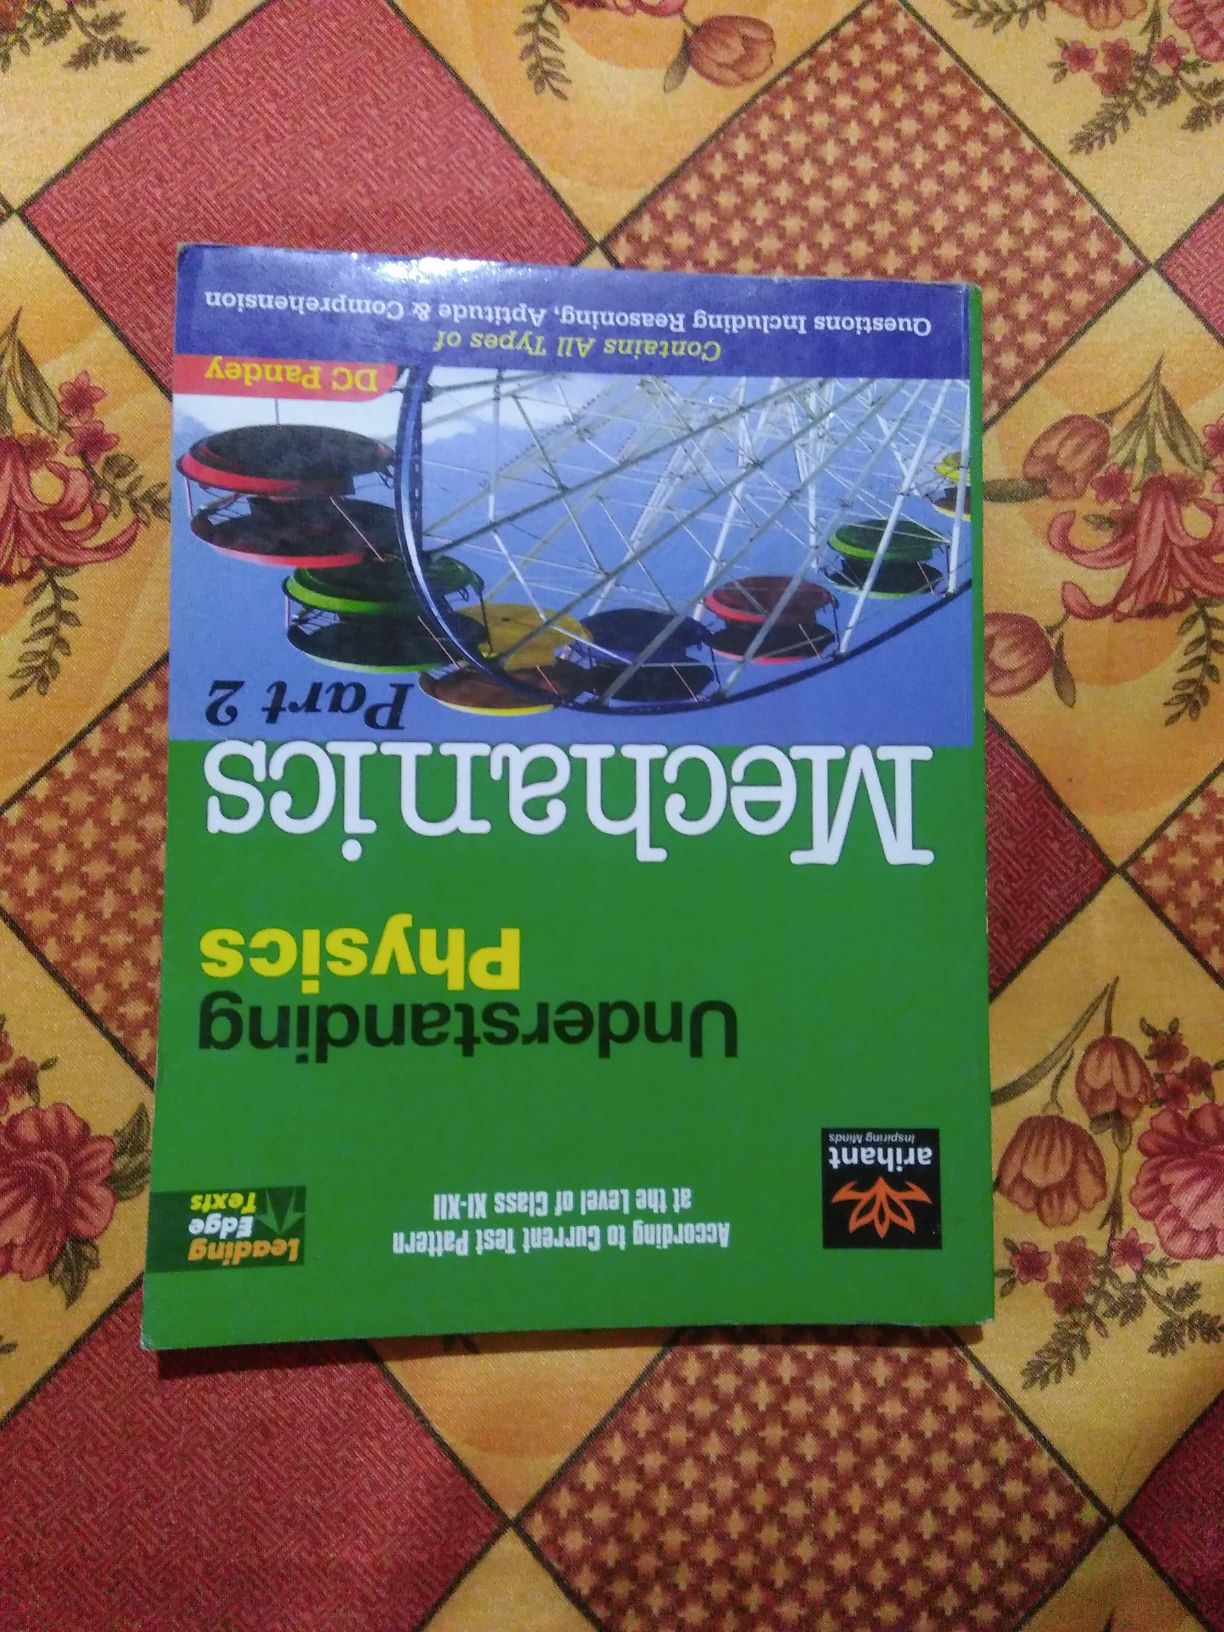 According to Current Test Pattern
at the Level of Class XI-XII
Leading
Edge
Texts
arihant
Inspiring Minds
Understanding
Physics
Mechanics
Part 2
DC Pandey
Contains All Types of
Questions Including Reasoning, Aptitude & Comprehension